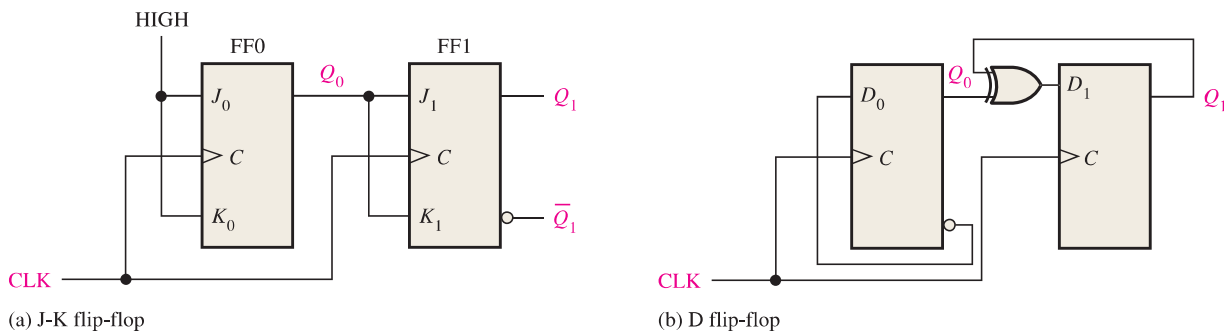 HIGH
FF0
FF1
Q₀
J₀
J₁
Q₁
C
C
K₀
K₁
Q̅₁
CLK
(a) J-K flip-flop
Q₀
D₀
D₁
Q₁
C
C
CLK
(b) D flip-flop